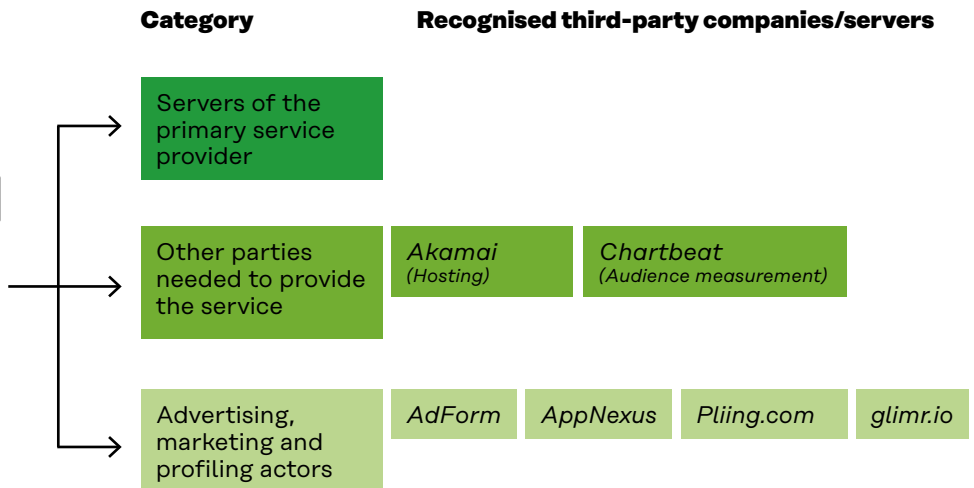 Category
Recognised third-party companies/servers
Servers of the
primary service
provider
Other parties
needed to provide
the service
Akamai
(Hosting)
Chartbeat
(Audience measurement)
Advertising,
marketing and
profiling actors
AdForm
AppNexus
Pliing.com
glimr.io